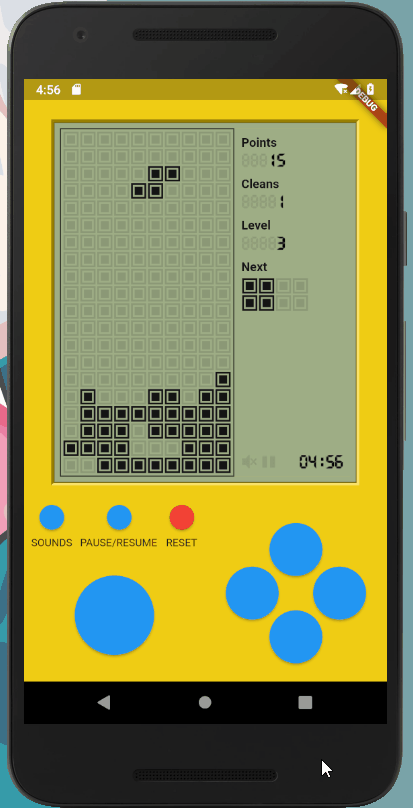 4:56
DEBUG
Points
15
Cleans
1
Level
3
Next
04:56
SOUNDS PAUSE/RESUME RESET